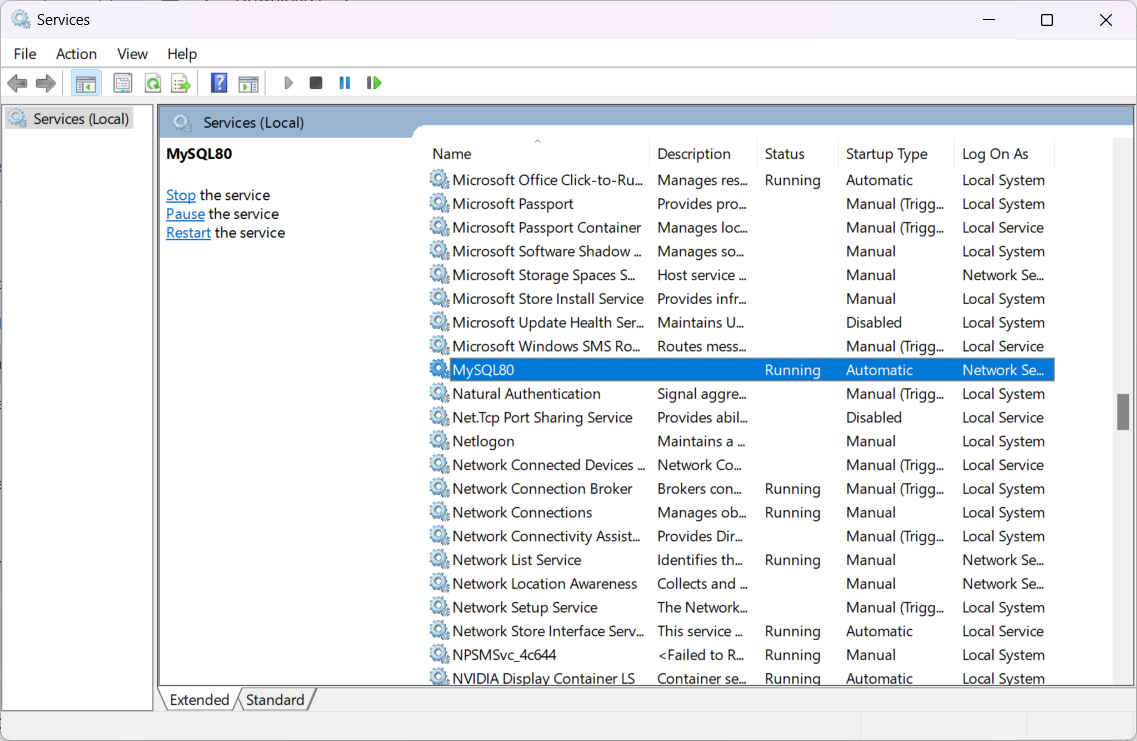 Services
File Action View Help
Services (Local)
Services (Local)
MySQL80
Stop the service
Pause the service
Restart the service
Name Description Status Startup Type Log On As
Microsoft Office Click-to-Ru... Manages res... Running Automatic Local System
Microsoft Passport Provides pro... Manual (Trigg... Local System
Microsoft Passport Container Manages loc... Manual (Trigg... Local Service
Microsoft Software Shadow ... Manages so... Manual Local System
Microsoft Storage Spaces S... Host service ... Manual Network Se...
Microsoft Store Install Service Provides infr... Manual Local System
Microsoft Update Health Ser... Maintains U... Disabled Local System
Microsoft Windows SMS Ro... Routes mess... Manual (Trigg... Local Service
MySQL80 Running Automatic Network Se...
Natural Authentication Signal aggre... Manual (Trigg... Local System
Net.Tcp Port Sharing Service Provides abil... Disabled Local Service
Netlogon Maintains a ... Manual Local System
Network Connected Devices ... Network Co... Manual (Trigg... Local Service
Network Connection Broker Brokers con... Running Manual (Trigg... Local System
Network Connections Manages ob... Running Manual Local System
Network Connectivity Assist... Provides Dir... Manual (Trigg... Local System
Network List Service Identifies th... Running Manual Network Se...
Network Location Awareness Collects and ... Manual Network Se...
Network Setup Service The Network... Manual (Trigg... Local System
Network Store Interface Serv... This service ... Running Automatic Local Service
NPSMSvc_4c644 <Failed to R... Running Manual Local System
NVIDIA Display Container LS Container se... Running Automatic Local System
Extended Standard